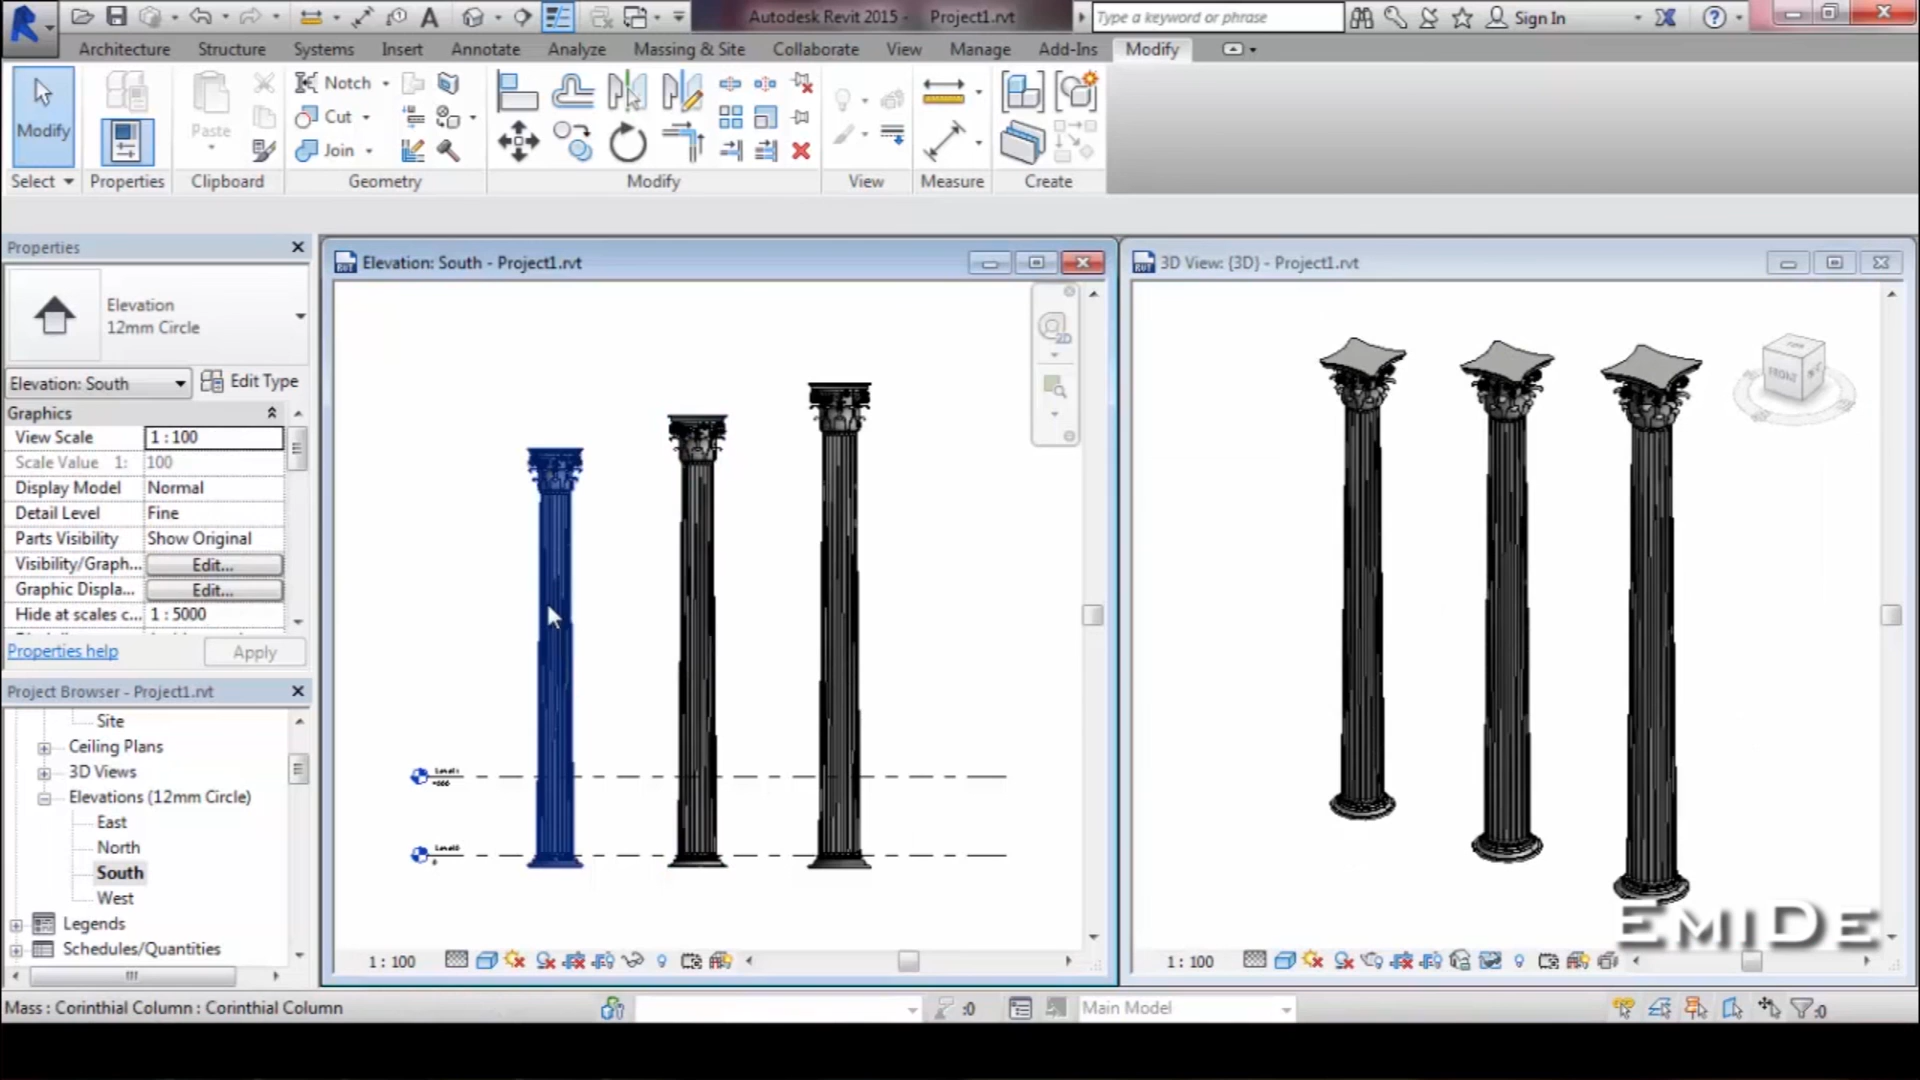 Autodesk Revit 2015 - Project1.rvt
Type a keyword or phrase
Sign In
Architecture Structure Systems Insert Annotate Analyze Massing & Site Collaborate View Manage Add-Ins Modify
Modify
Paste
Notch
Cut
Join
Select Properties Clipboard Geometry Modify View Measure Create
Properties
Elevation
12mm Circle
Elevation: South Edit Type
Graphics
View Scale 1 : 100
Scale Value 1: 100
Display Model Normal
Detail Level Fine
Parts Visibility Show Original
Visibility/Graph... Edit...
Graphic Displa... Edit...
Hide at scales c... 1 : 5000
Properties help Apply
Project Browser - Project1.rvt
Site
Ceiling Plans
3D Views
Elevations (12mm Circle)
East
North
South
West
Legends
Schedules/Quantities
Elevation: South - Project1.rvt
2D
1 : 100
3D View: {3D} - Project1.rvt
TOP
FRONT
EMIDE
1 : 100
Mass : Corinthial Column : Corinthial Column
:0
Main Model
:0